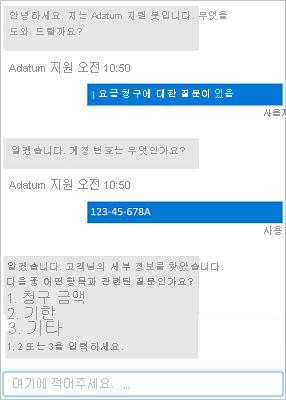 안녕하세요. 저는 Adatum 지원 봇입니다. 무엇을
도와 드릴까요?
Adatum 지원 오전 10:50
요금 청구에 대한 질문이 있음
사용자
알겠습니다. 계정 번호는 무엇인가요?
Adatum 지원 오전 10:50
123-45-678A
사용
알겠습니다. 고객님의 세부 정보를 찾았습니다.
다음 중 어떤 항목과 관련된 질문인가요?
1. 청구 금액
2. 기한
3. 기타
1, 2 또는 3을 입력하세요.
여기에 적어주세요. ...